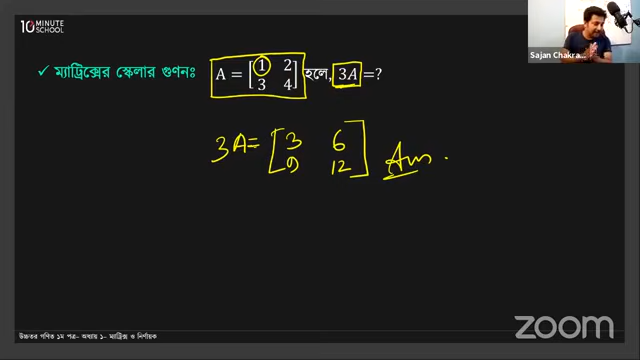 10 MINUTE SCHOOL
✓ ম্যাট্রিক্সের স্কেলার গুণনঃ A = [1 2
3 4] হলে, 3A =?
3A = [3 6
9 12] Ans.
Sajan Chakra...
উচ্চতর গণিত ১ম পত্র– অধ্যায় ১– ম্যাট্রিক্স ও নির্ণায়ক
zoom